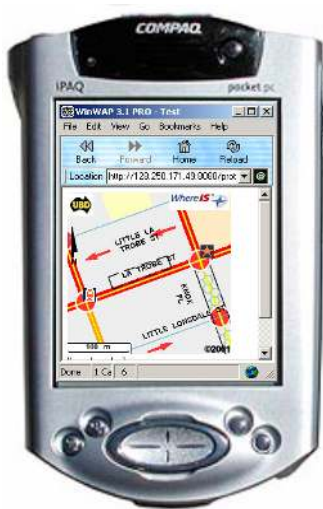 COMPAQ
iPAQ pocket pc
WinWAP 3.1 PRO - Test
File Edit View Go Bookmarks Help
Back Forward Home Reload
Location http://128.250.171.49:8080/prot
UBD WhereiS
LITTLE LA
TROBE ST
LA TROBE ST
KNOX
PL
LITTLE LONSDALE
100 m
©2001
Done 1 Ca 6